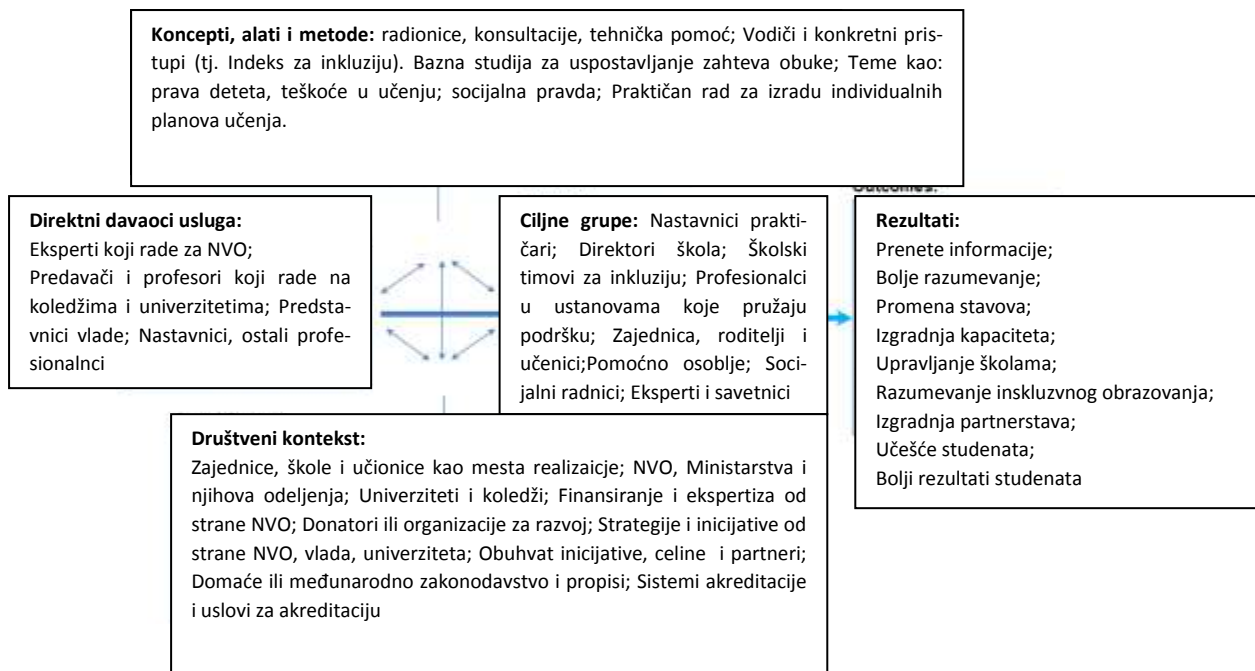 Koncepti, alati i metode: radionice, konsultacije, tehnička pomoć; Vodiči i konkretni pris-
tupi (tj. Indeks za inkluziju). Bazna studija za uspostavljanje zahteva obuke; Teme kao:
prava deteta, teškoće u učenju; socijalna pravda; Praktičan rad za izradu individualnih
planova učenja.
Direktni davaoci usluga:
Eksperti koji rade za NVO;
Predavači i profesori koji rade na
koledžima i univerzitetima; Predsta-
vnici vlade; Nastavnici, ostali profe-
sionalnci
Ciljne grupe: Nastavnici prakti-
čari; Direktori škola; Školski
timovi za inkluziju; Profesionalci
u ustanovama koje pružaju
podršku; Zajednica, roditelji i
učenici;Pomoćno osoblje; Soci-
jalni radnici; Eksperti i savetnici
Outcomes:
Rezultati:
Prenete informacije;
Bolje razumevanje;
Promena stavova;
Izgradnja kapaciteta;
Upravljanje školama;
Razumevanje inskluzvnog obrazovanja;
Izgradnja partnerstava;
Učešće studenata;
Bolji rezultati studenata
Društveni kontekst:
Zajednice, škole i učionice kao mesta realizaicje; NVO, Ministarstva i
njihova odeljenja; Univerziteti i koledži; Finansiranje i ekspertiza od
strane NVO; Donatori ili organizacije za razvoj; Strategije i inicijative od
strane NVO, vlada, univerziteta; Obuhvat inicijative, celine i partneri;
Domaće ili međunarodno zakonodavstvo i propisi; Sistemi akreditacije
i uslovi za akreditaciju